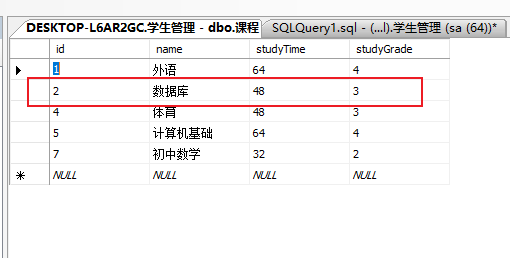 DESKTOP-L6AR2GC.学生管理 - dbo.课程 SQLQuery1.sql - (...l).学生管理 (sa (64))*
id name studyTime studyGrade
1 外语 64 4
2 数据库 48 3
4 体育 48 3
5 计算机基础 64 4
7 初中数学 32 2
NULL NULL NULL NULL